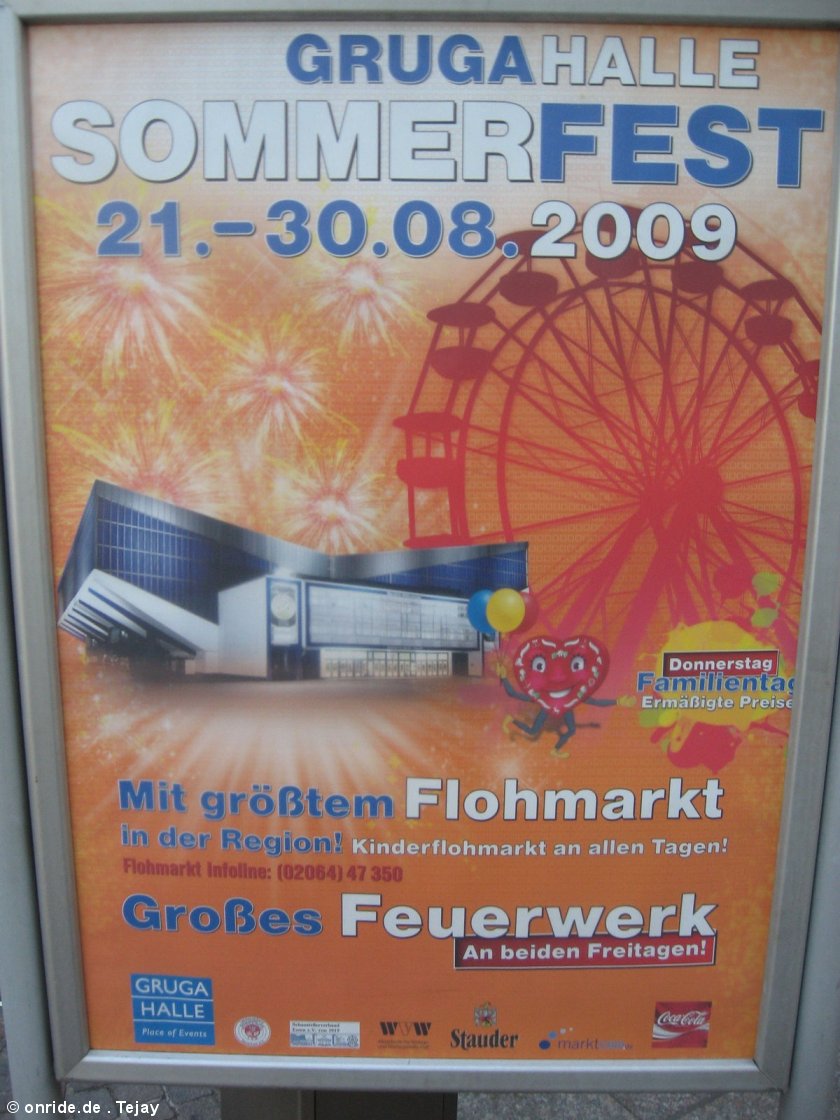 GRUGAHALLE
SOMMERFEST
21.-30.08.2009
Donnerstag
Familientag
Ermäßigte Preise
Mit größtem Flohmarkt
in der Region! Kinderflohmarkt an allen Tagen!
Flohmarkt Infoline: (02064) 47 350
Großes Feuerwerk
An beiden Freitagen!
GRUGA
HALLE
Place of Events
WVW
Stauder
markt
Coca-Cola
© onride.de . Tejay